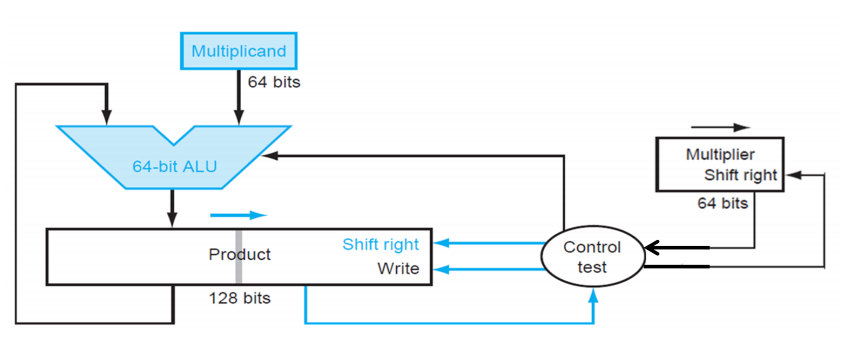 Multiplicand
64 bits
64-bit ALU
Multiplier
Shift right
64 bits
Shift right
Product
Write
128 bits
Control
test